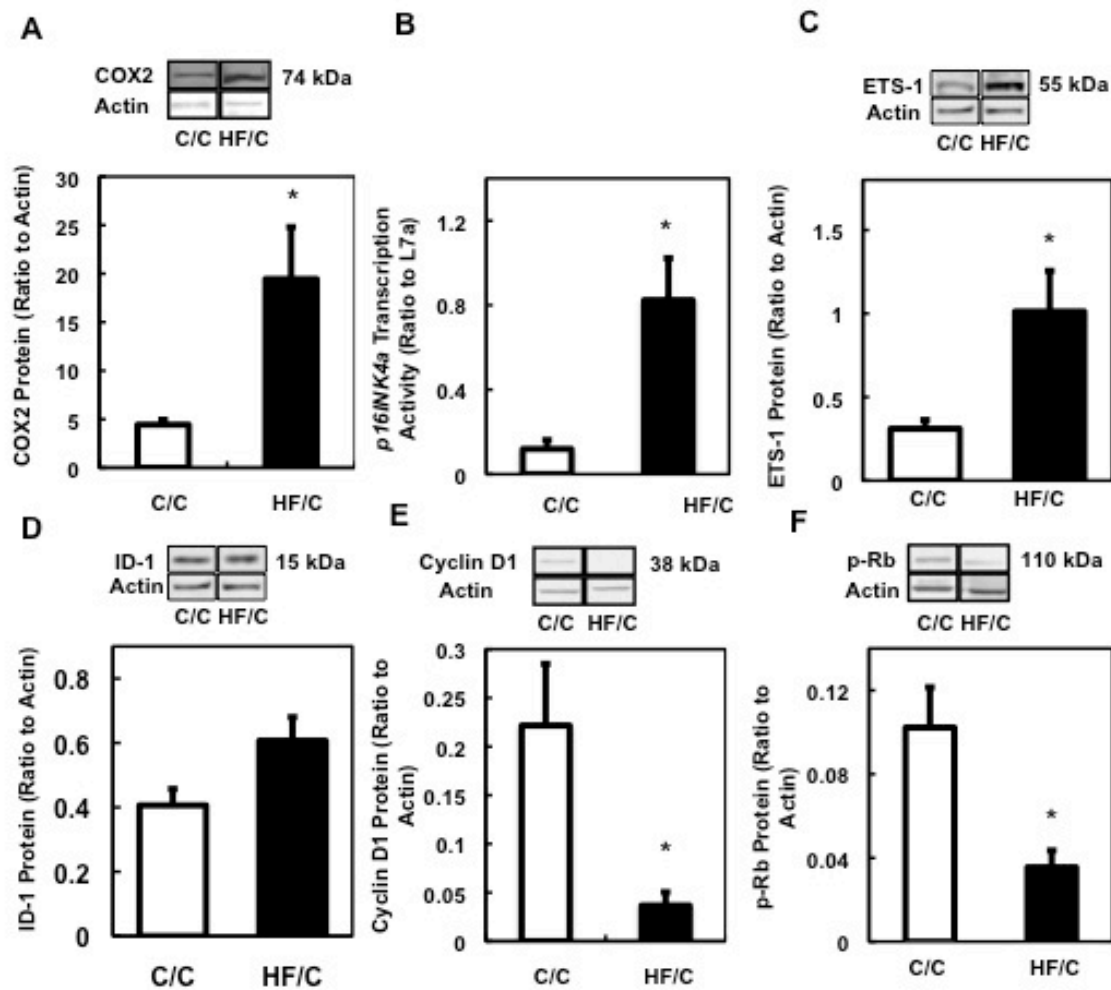 A
COX2
74 kDa
Actin
C/C HF/C
COX2 Protein (Ratio to Actin)
30
25
20
15
10
5
0
*
C/C
HF/C
B
p16INK4a Transcription
Activity (Ratio to L7a)
1.2
0.8
0.4
0
*
C/C
HF/C
C
ETS-1
55 kDa
Actin
C/C HF/C
ETS-1 Protein (Ratio to Actin)
1.5
1
0.5
0
*
C/C
HF/C
D
ID-1
15 kDa
Actin
C/C HF/C
ID-1 Protein (Ratio to Actin)
0.8
0.6
0.4
0.2
0
C/C
HF/C
E
Cyclin D1
38 kDa
Actin
C/C HF/C
Cyclin D1 Protein (Ratio to
Actin)
0.3
0.25
0.2
0.15
0.1
0.05
0
*
C/C
HF/C
F
p-Rb
110 kDa
Actin
C/C HF/C
p-Rb Protein (Ratio to
Actin)
0.12
0.08
0.04
0
*
C/C
HF/C